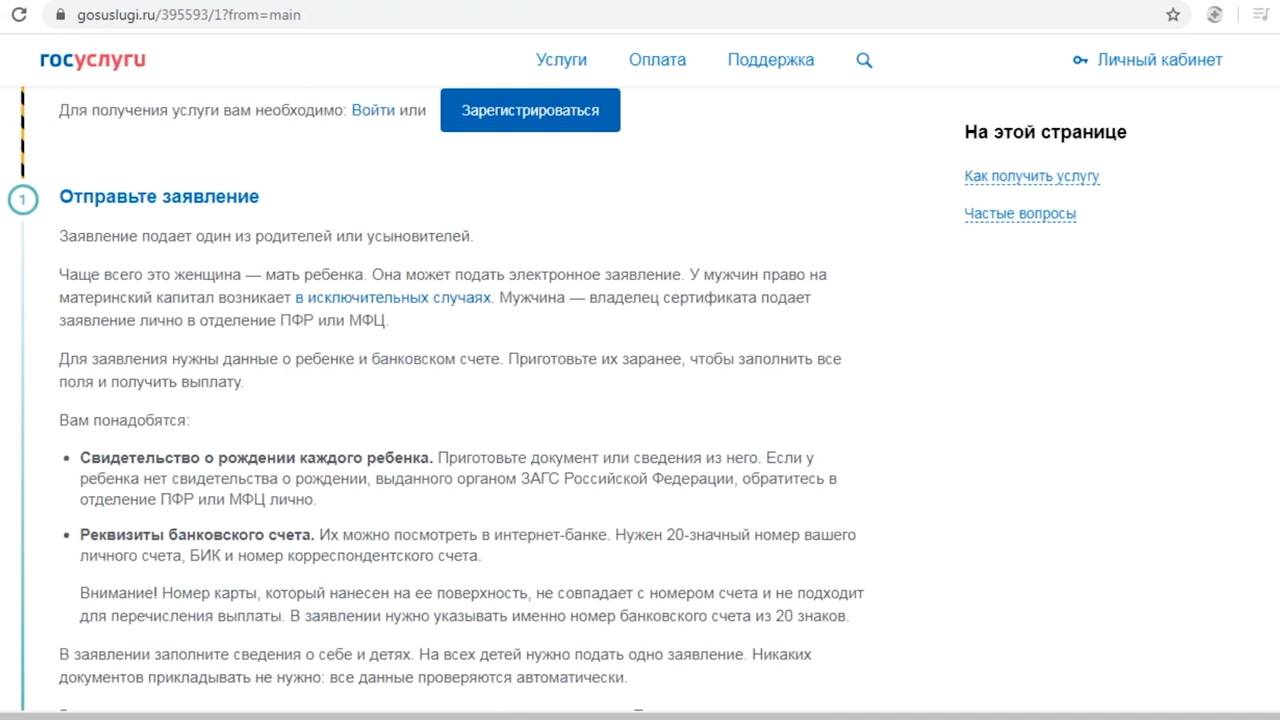 gosuslugi.ru/395593/1?from=main
госуслуги
Услуги
Оплата
Поддержка
Личный кабинет
Для получения услуги вам необходимо: Войти или
Зарегистрироваться
На этой странице
Как получить услугу
Частые вопросы
1
Отправьте заявление
Заявление подает один из родителей или усыновителей.
Чаще всего это женщина — мать ребенка. Она может подать электронное заявление. У мужчин право на
материнский капитал возникает в исключительных случаях. Мужчина — владелец сертификата подает
заявление лично в отделение ПФР или МФЦ.
Для заявления нужны данные о ребенке и банковском счете. Приготовьте их заранее, чтобы заполнить все
поля и получить выплату.
Вам понадобятся:
• Свидетельство о рождении каждого ребенка. Приготовьте документ или сведения из него. Если у
ребенка нет свидетельства о рождении, выданного органом ЗАГС Российской Федерации, обратитесь в
отделение ПФР или МФЦ лично.
• Реквизиты банковского счета. Их можно посмотреть в интернет-банке. Нужен 20-значный номер вашего
личного счета, БИК и номер корреспондентского счета.
Внимание! Номер карты, который нанесен на ее поверхность, не совпадает с номером счета и не подходит
для перечисления выплаты. В заявлении нужно указывать именно номер банковского счета из 20 знаков.
В заявлении заполните сведения о себе и детях. На всех детей нужно подать одно заявление. Никаких
документов прикладывать не нужно: все данные проверяются автоматически.